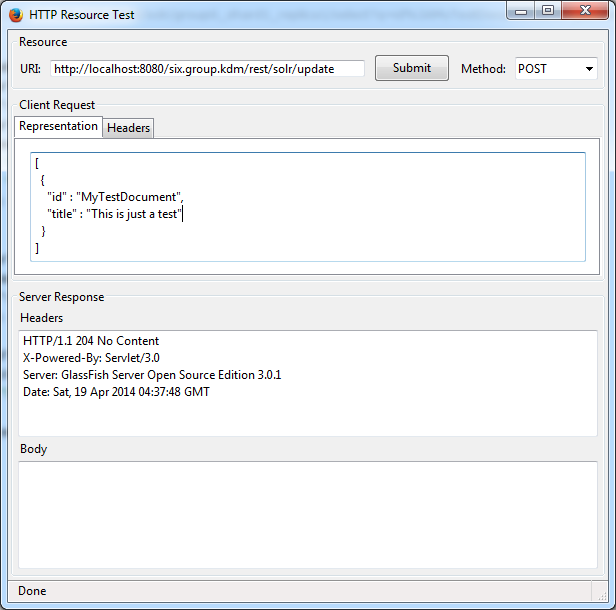 HTTP Resource Test
Resource
URI: http://localhost:8080/six.group.kdm/rest/solr/update Submit Method: POST
Client Request
Representation Headers
[
{
"id" : "MyTestDocument",
"title" : "This is just a test"
}
]
Server Response
Headers
HTTP/1.1 204 No Content
X-Powered-By: Servlet/3.0
Server: GlassFish Server Open Source Edition 3.0.1
Date: Sat, 19 Apr 2014 04:37:48 GMT
Body
Done